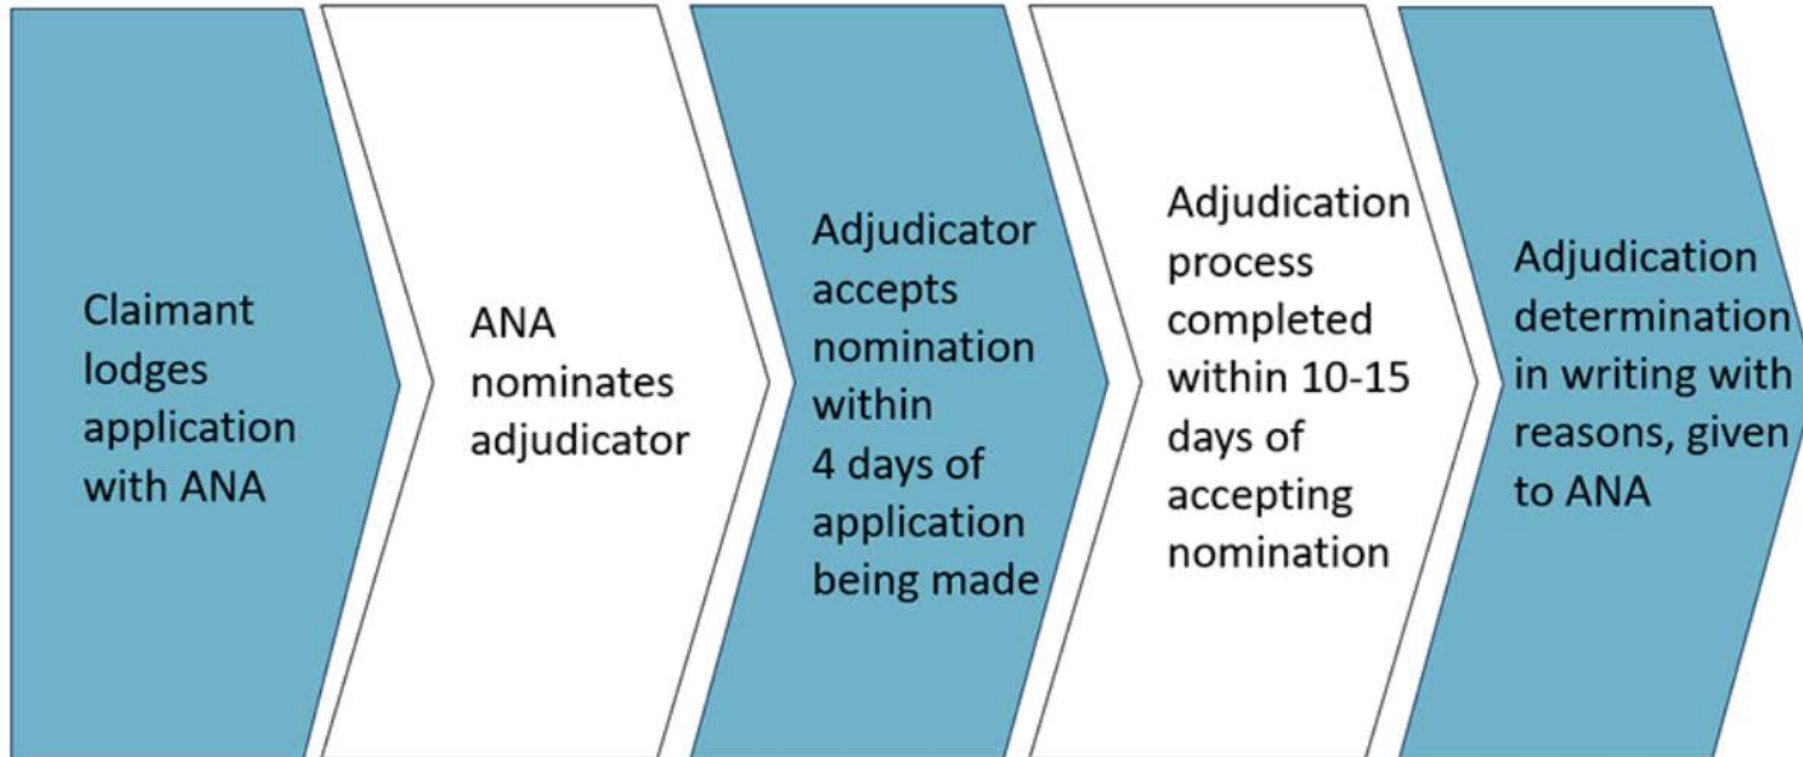 Claimant
lodges
application
with ANA
ANA
nominates
adjudicator
Adjudicator
accepts
nomination
within
4 days of
application
being made
Adjudication
process
completed
within 10-15
days of
accepting
nomination
Adjudication
determination
in writing with
reasons, given
to ANA